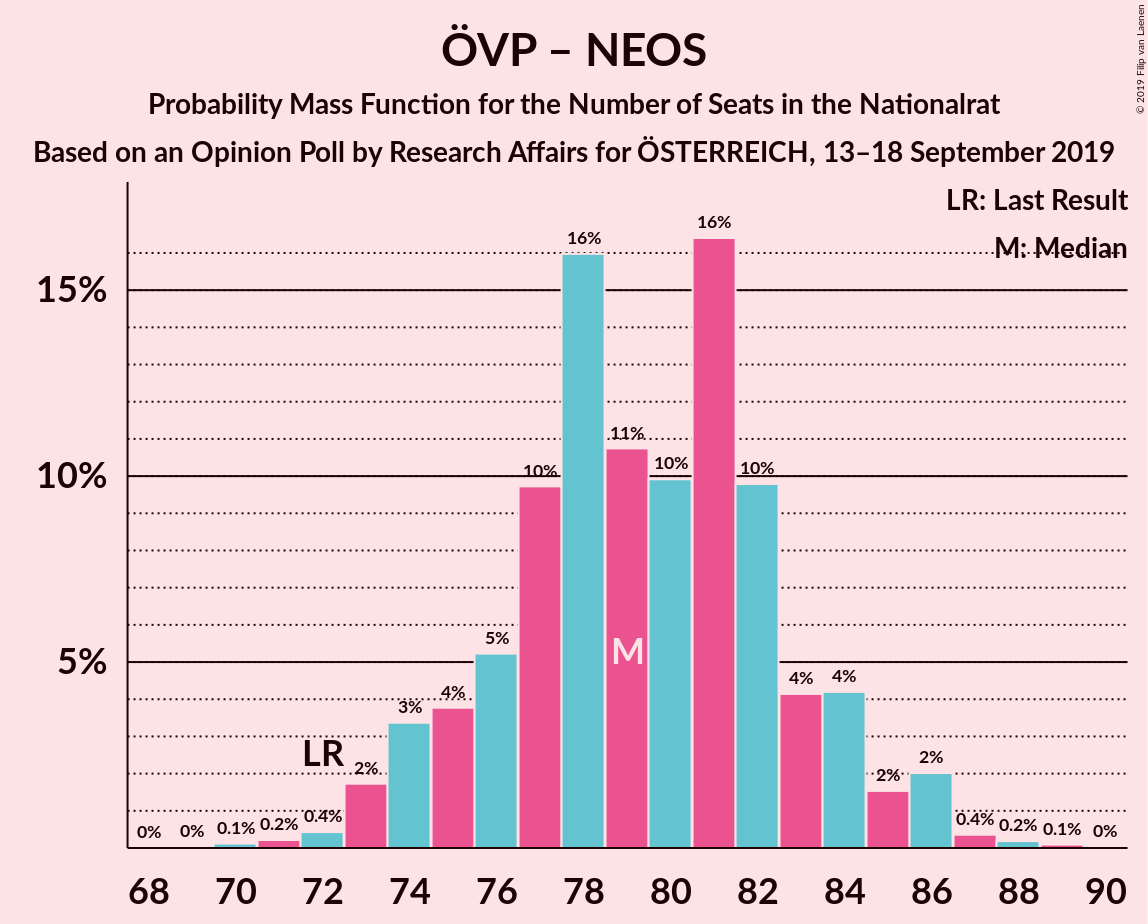 ÖVP – NEOS
Probability Mass Function for the Number of Seats in the Nationalrat
Based on an Opinion Poll by Research Affairs for ÖSTERREICH, 13–18 September 2019
© 2019 Filip van Laenen
LR: Last Result
M: Median
15%
10%
5%
0%
0%
0.1%
0.2%
0.4%
2%
3%
4%
5%
10%
16%
11%
10%
16%
10%
4%
4%
2%
2%
0.4%
0.2%
0.1%
0%
LR
M
68 70 72 74 76 78 80 82 84 86 88 90